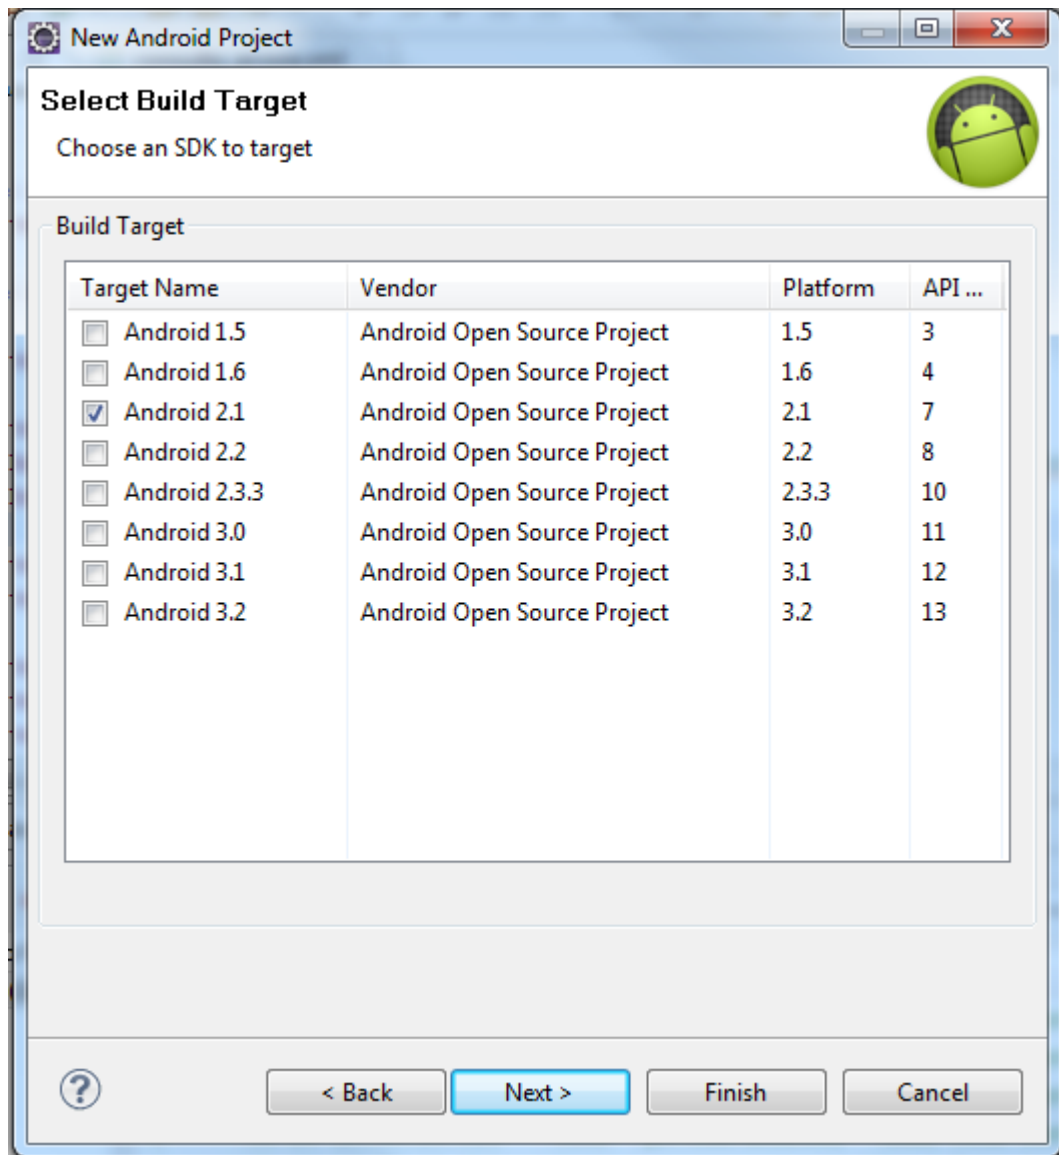 New Android Project
Select Build Target
Choose an SDK to target
Build Target
Target Name Vendor Platform API ...
Android 1.5 Android Open Source Project 1.5 3
Android 1.6 Android Open Source Project 1.6 4
Android 2.1 Android Open Source Project 2.1 7
Android 2.2 Android Open Source Project 2.2 8
Android 2.3.3 Android Open Source Project 2.3.3 10
Android 3.0 Android Open Source Project 3.0 11
Android 3.1 Android Open Source Project 3.1 12
Android 3.2 Android Open Source Project 3.2 13
? < Back Next > Finish Cancel